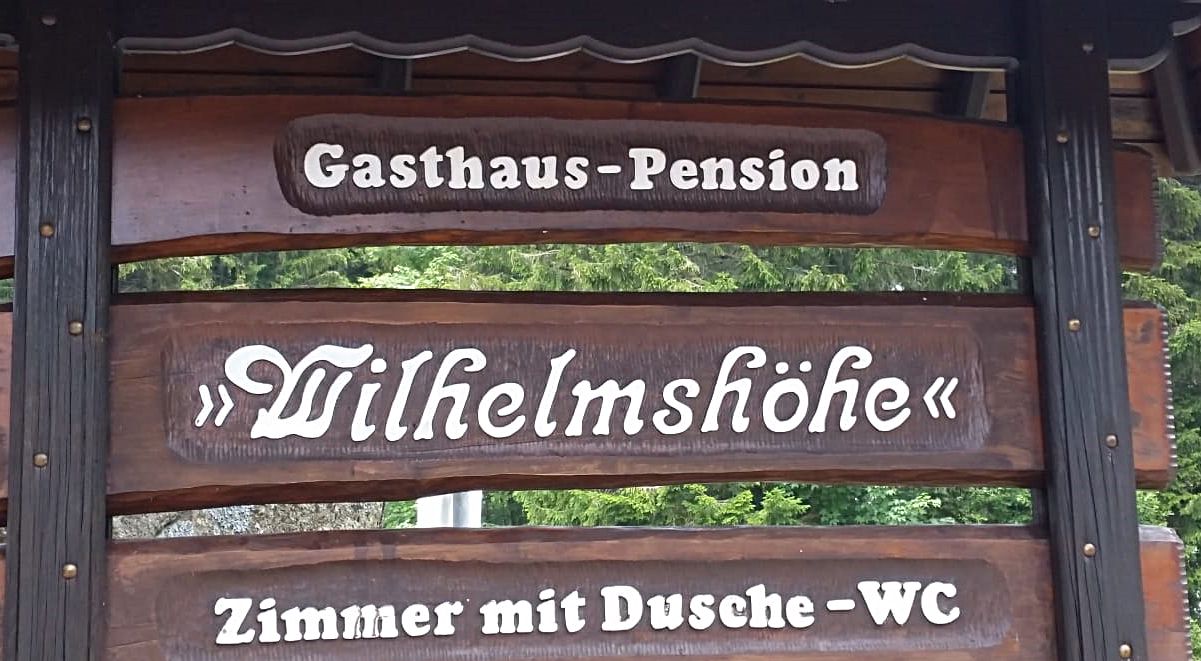 Gasthaus-Pension
»Wilhelmshöhe«
Zimmer mit Dusche-WC